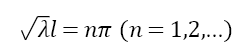 √λl = nπ (n = 1,2,...)